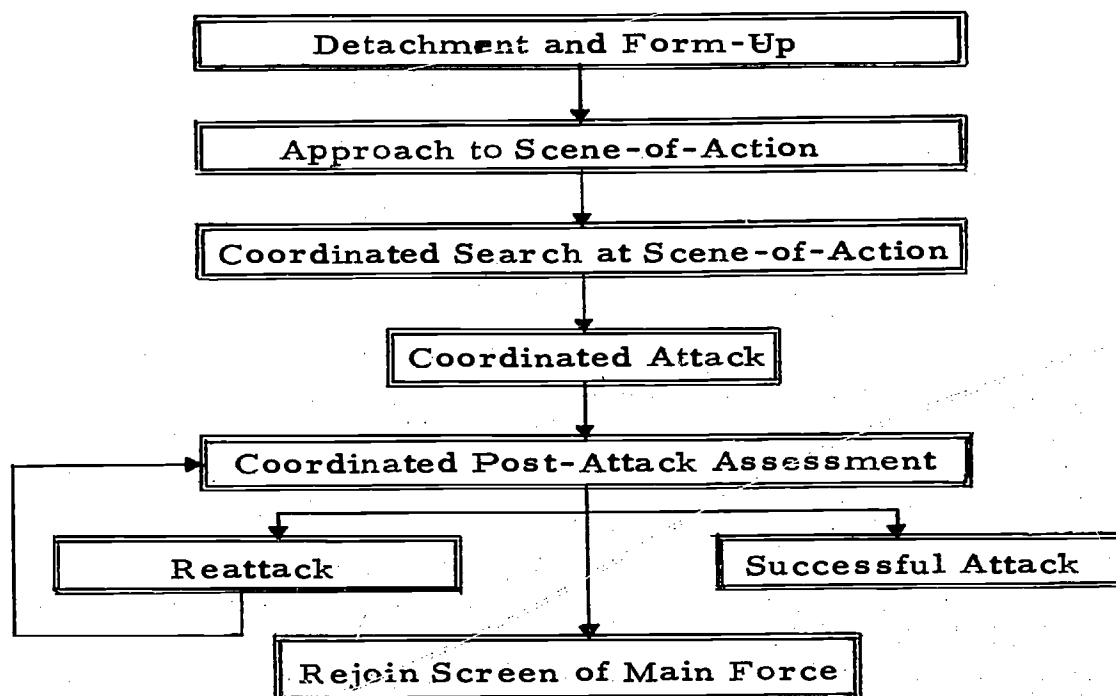 Detachment and Form-Up
Approach to Scene-of-Action
Coordinated Search at Scene-of-Action
Coordinated Attack
Coordinated Post-Attack Assessment
Reattack
Successful Attack
Rejoin Screen of Main Force